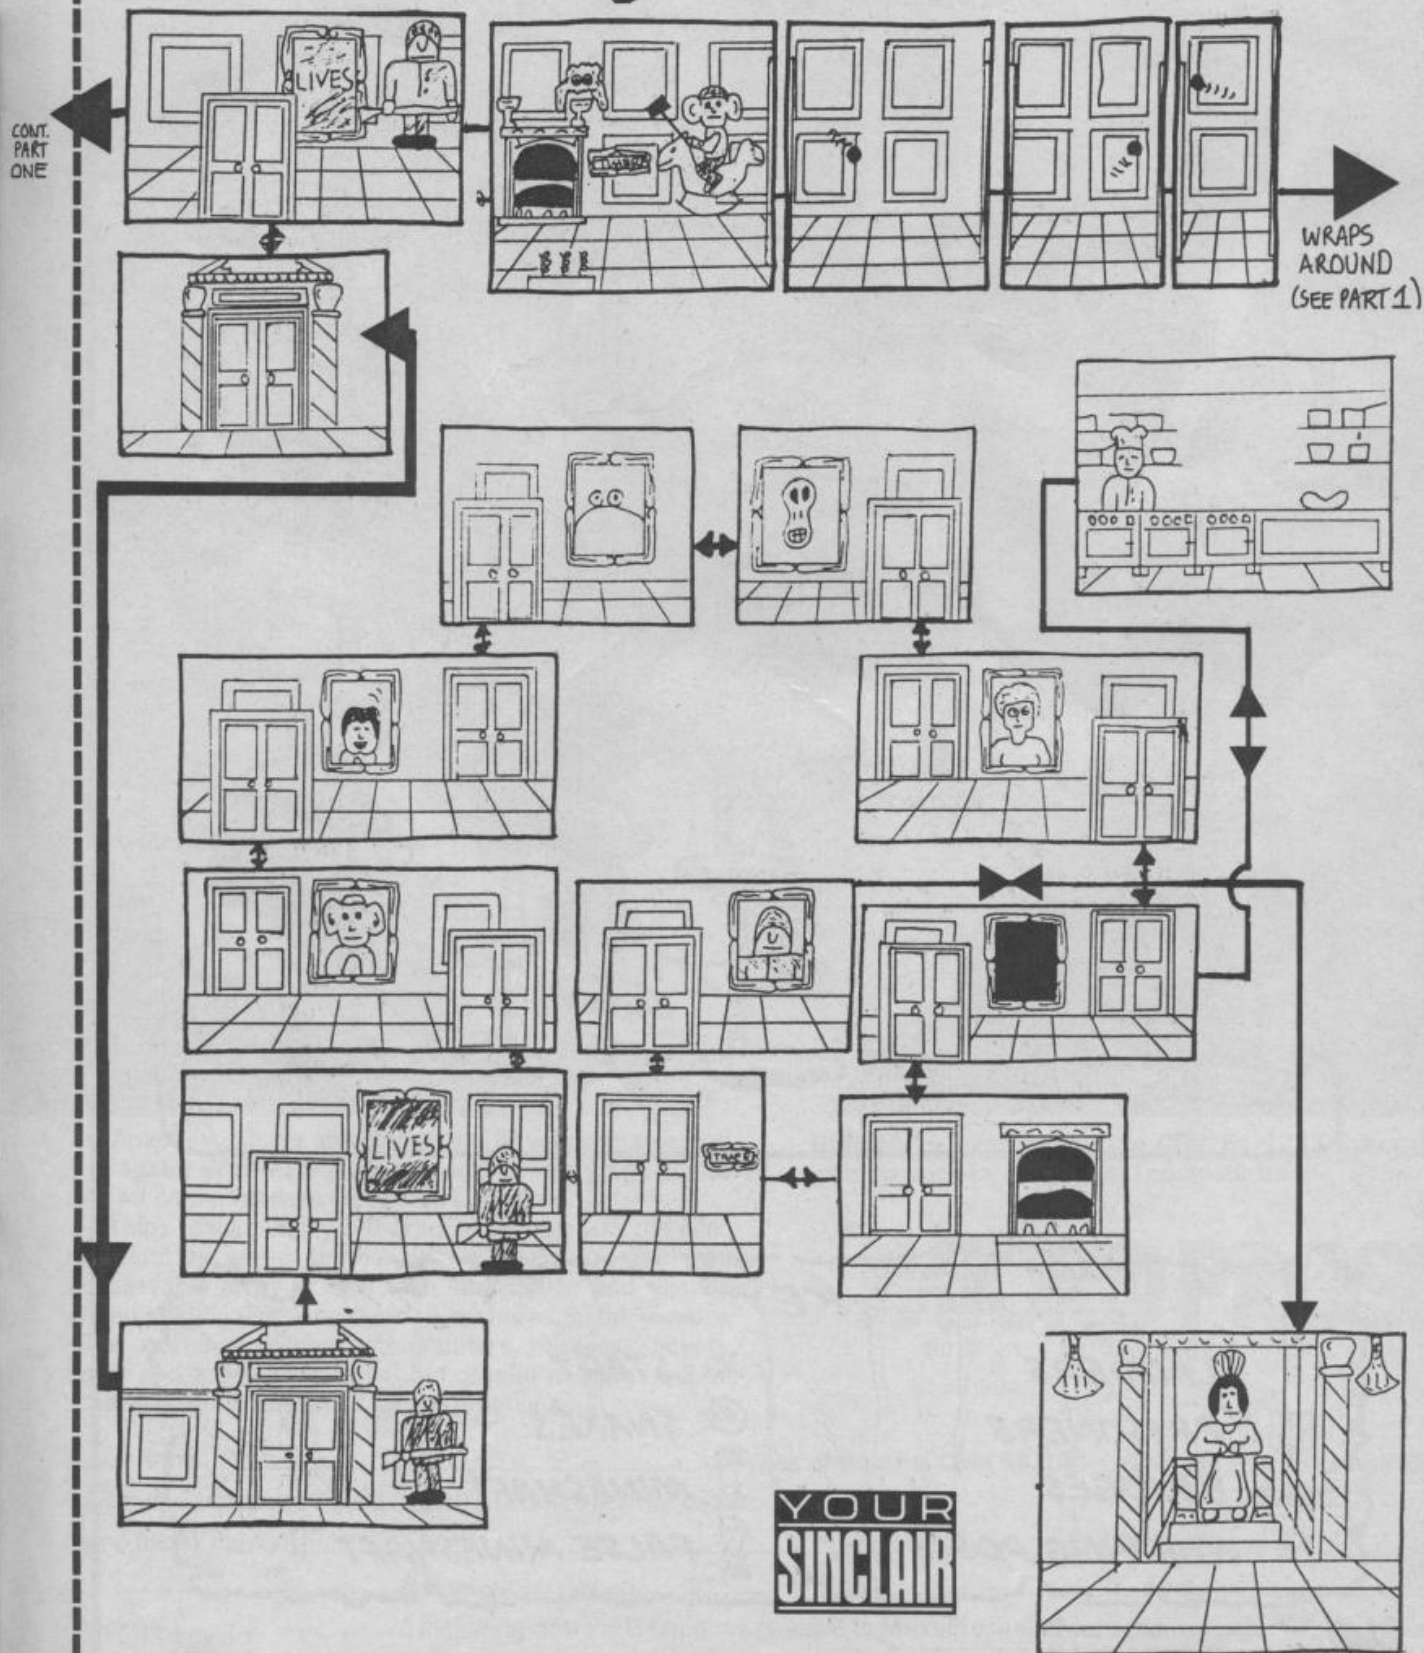 LIVES
CONT.
PART
ONE
WRAPS
AROUND
(SEE PART 1)
LIVES
YOUR
SINCLAIR